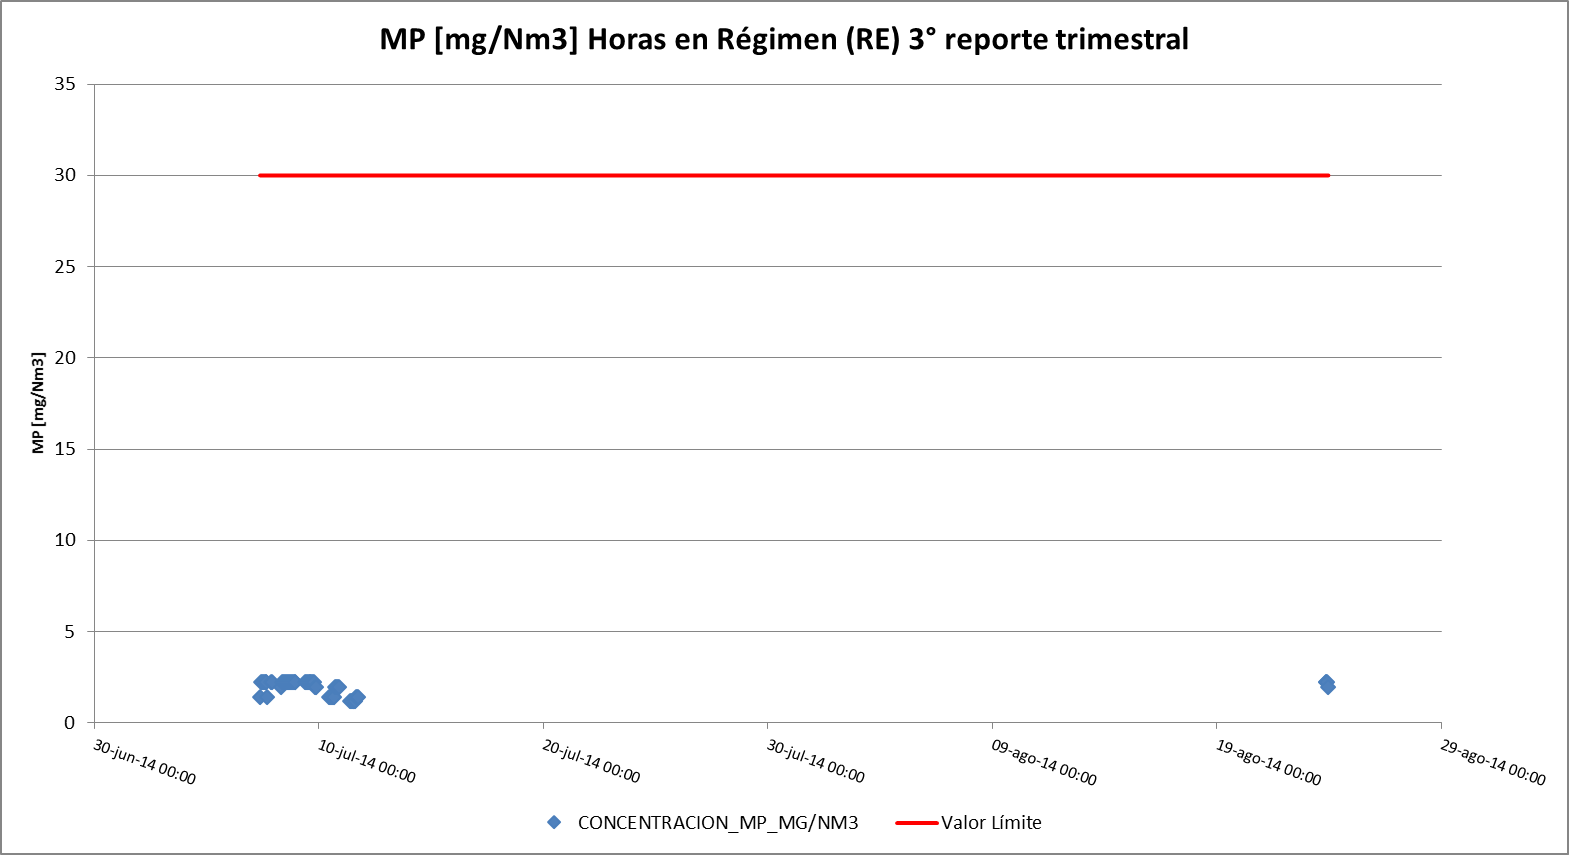 MP [mg/Nm3] Horas en Régimen (RE) 3° reporte trimestral
35
30
25
20
15
10
5
0
MP [mg/Nm3]
30-jun-14 00:00
10-jul-14 00:00
20-jul-14 00:00
30-jul-14 00:00
09-ago-14 00:00
19-ago-14 00:00
29-ago-14 00:00
CONCENTRACION_MP_MG/NM3
Valor Límite